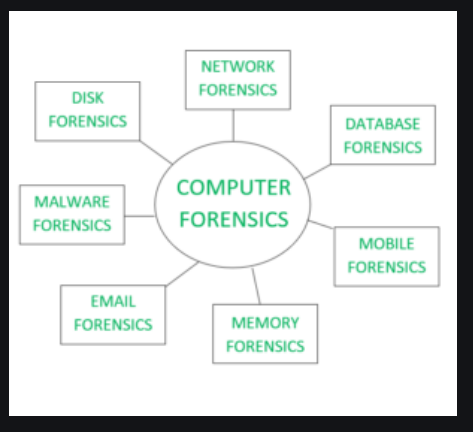 NETWORK
FORENSICS
DISK
FORENSICS
DATABASE
FORENSICS
COMPUTER
FORENSICS
MALWARE
FORENSICS
MOBILE
FORENSICS
EMAIL
FORENSICS
MEMORY
FORENSICS